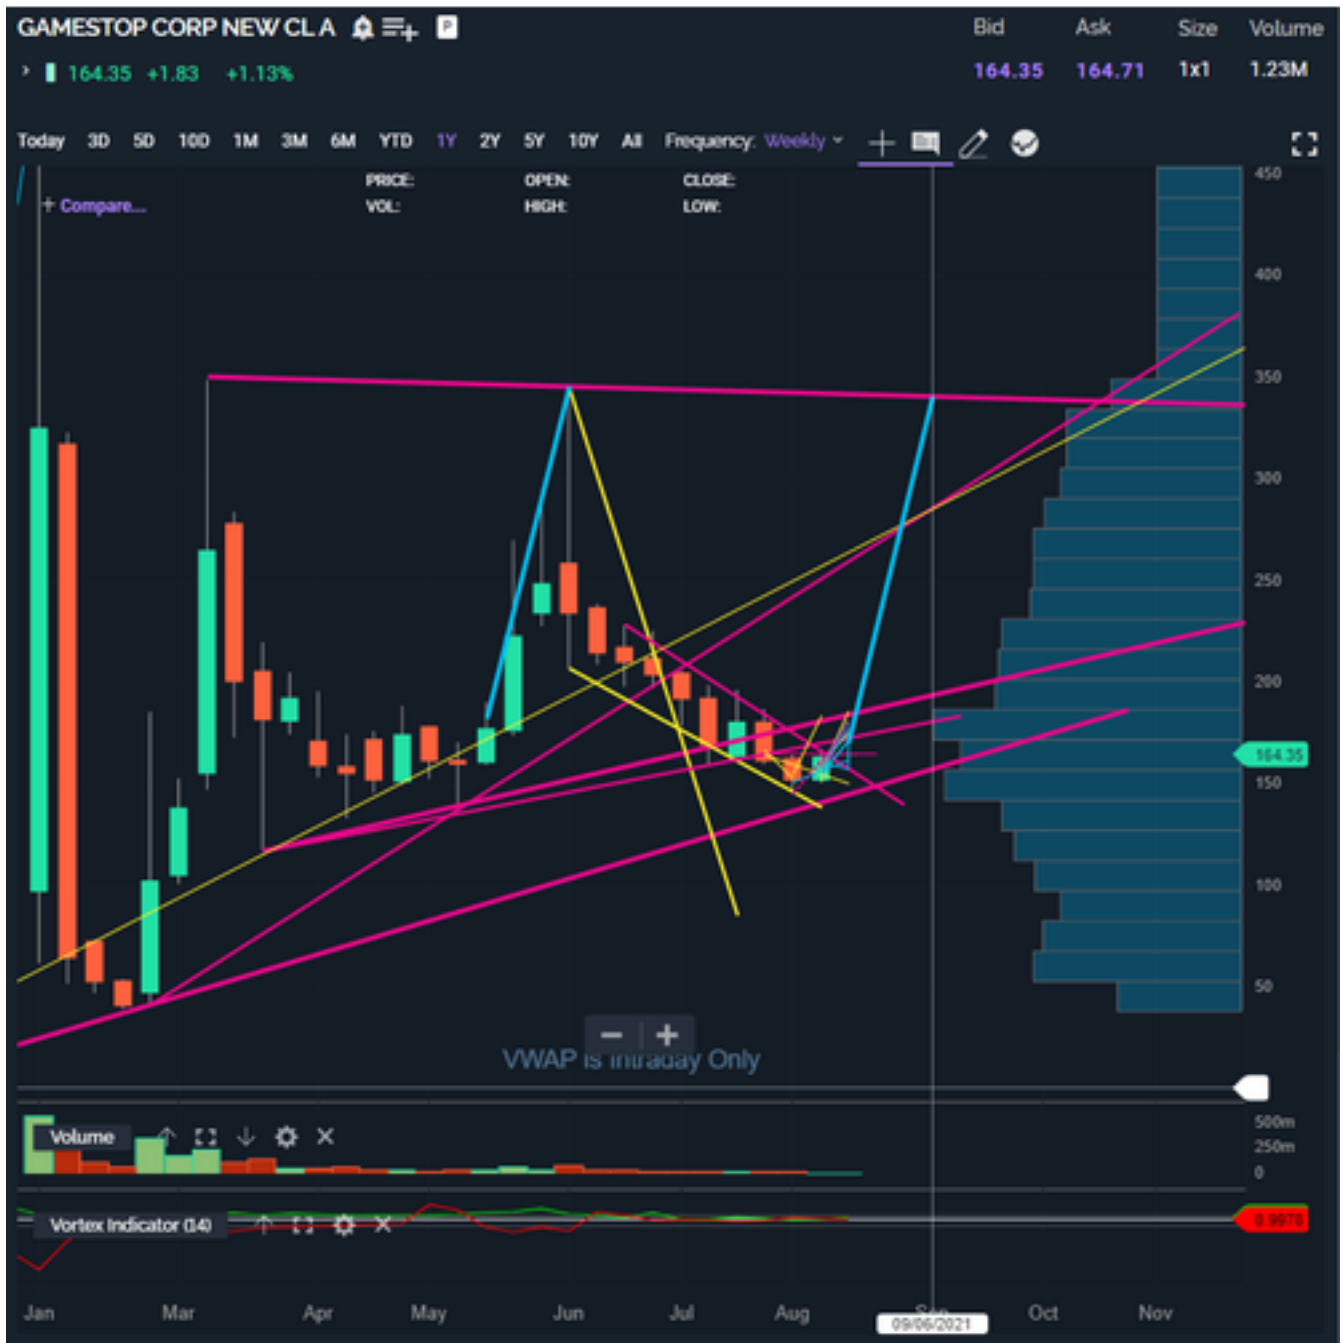 GAMESTOP CORP NEW CL A P Bid Ask Size Volume
164.35 +1.83 +1.13% 164.35 164.71 1x1 1.23M
Today 3D 5D 10D 1M 3M 6M YTD 1Y 2Y 5Y 10Y All Frequency: Weekly
PRICE: OPEN: CLOSE:
+ Compare... VOL: HIGH: LOW:
450
400
350
300
250
200
164.35
150
100
50
VWAP is Intraday Only
Volume
500m
250m
0
Vortex Indicator (14)
0.9978
Jan Mar Apr May Jun Jul Aug Sep Oct Nov
09/06/2021